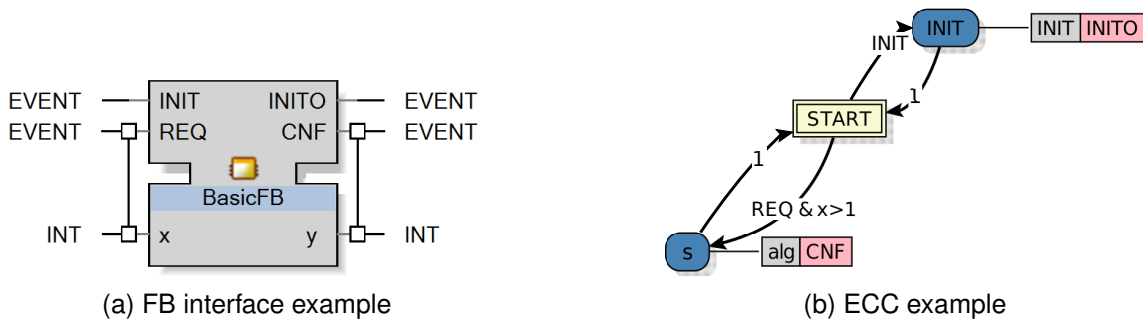 EVENT INIT INITO EVENT
EVENT REQ CNF EVENT
BasicFB
INT x y INT
(a) FB interface example
INIT INIT INITO
INIT
1
START
1
REQ & x>1
s alg CNF
(b) ECC example